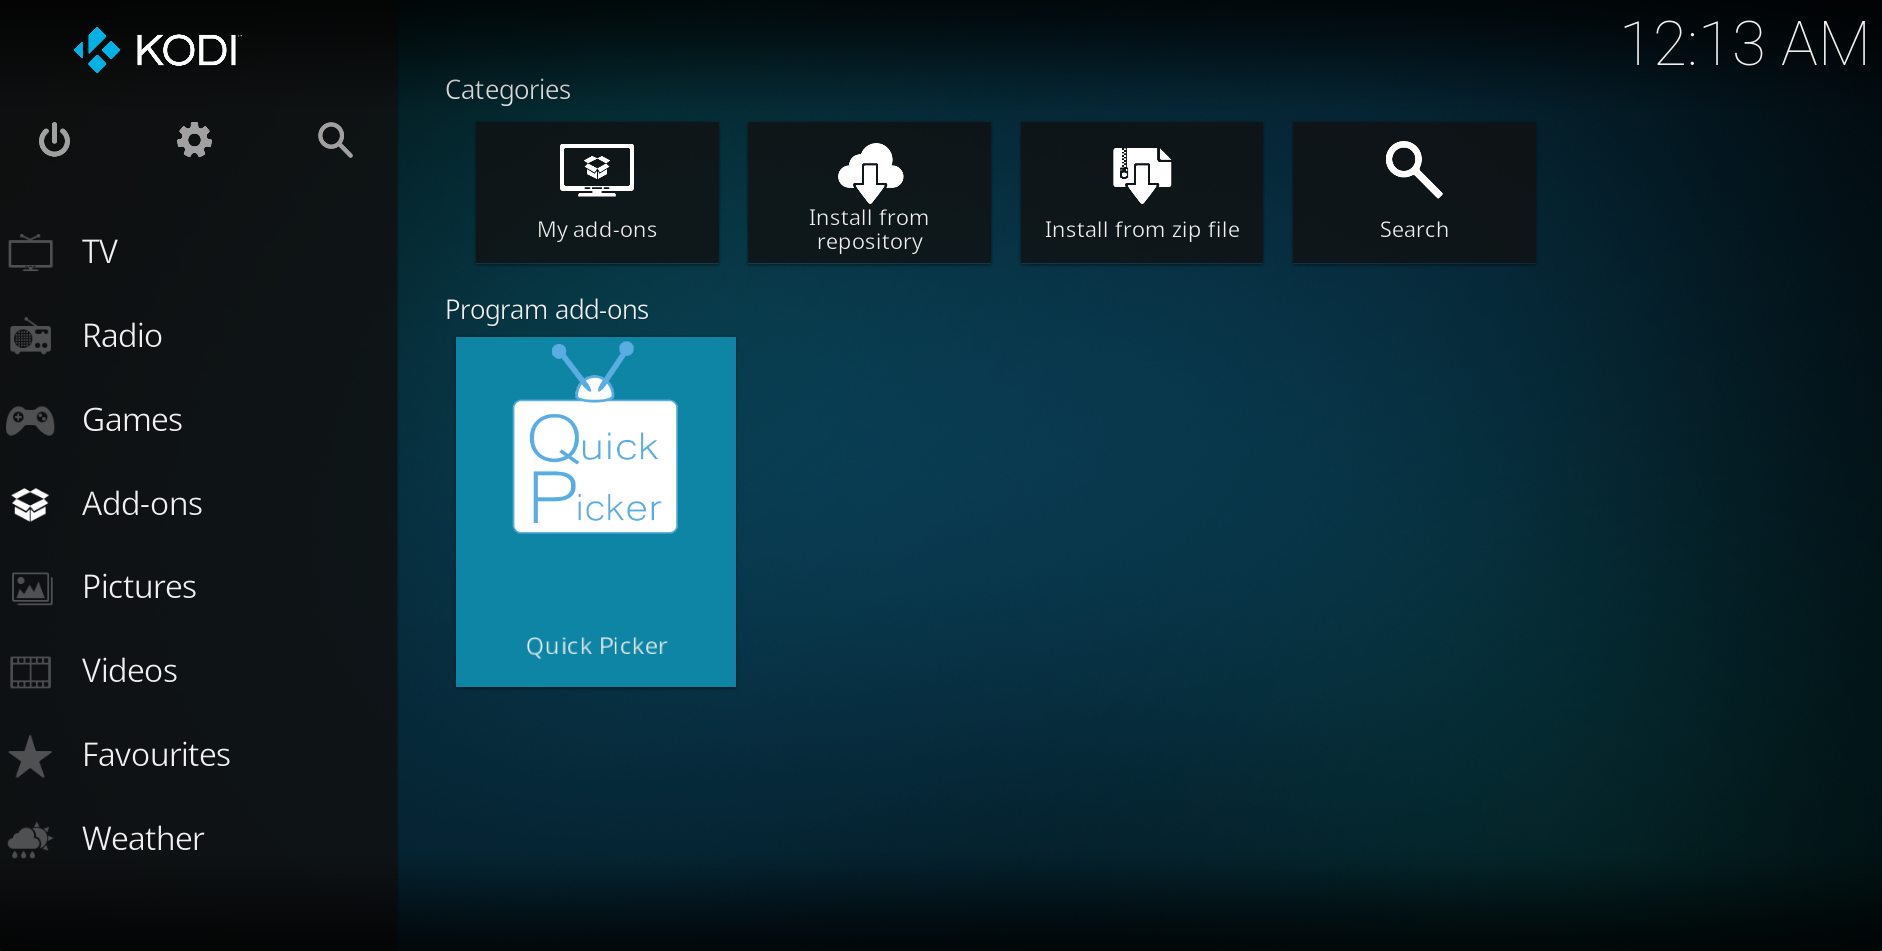 KODI
12:13 AM
TV
Radio
Games
Add-ons
Pictures
Videos
Favourites
Weather
Categories
My add-ons
Install from
repository
Install from zip file
Search
Program add-ons
Quick
Picker
Quick Picker